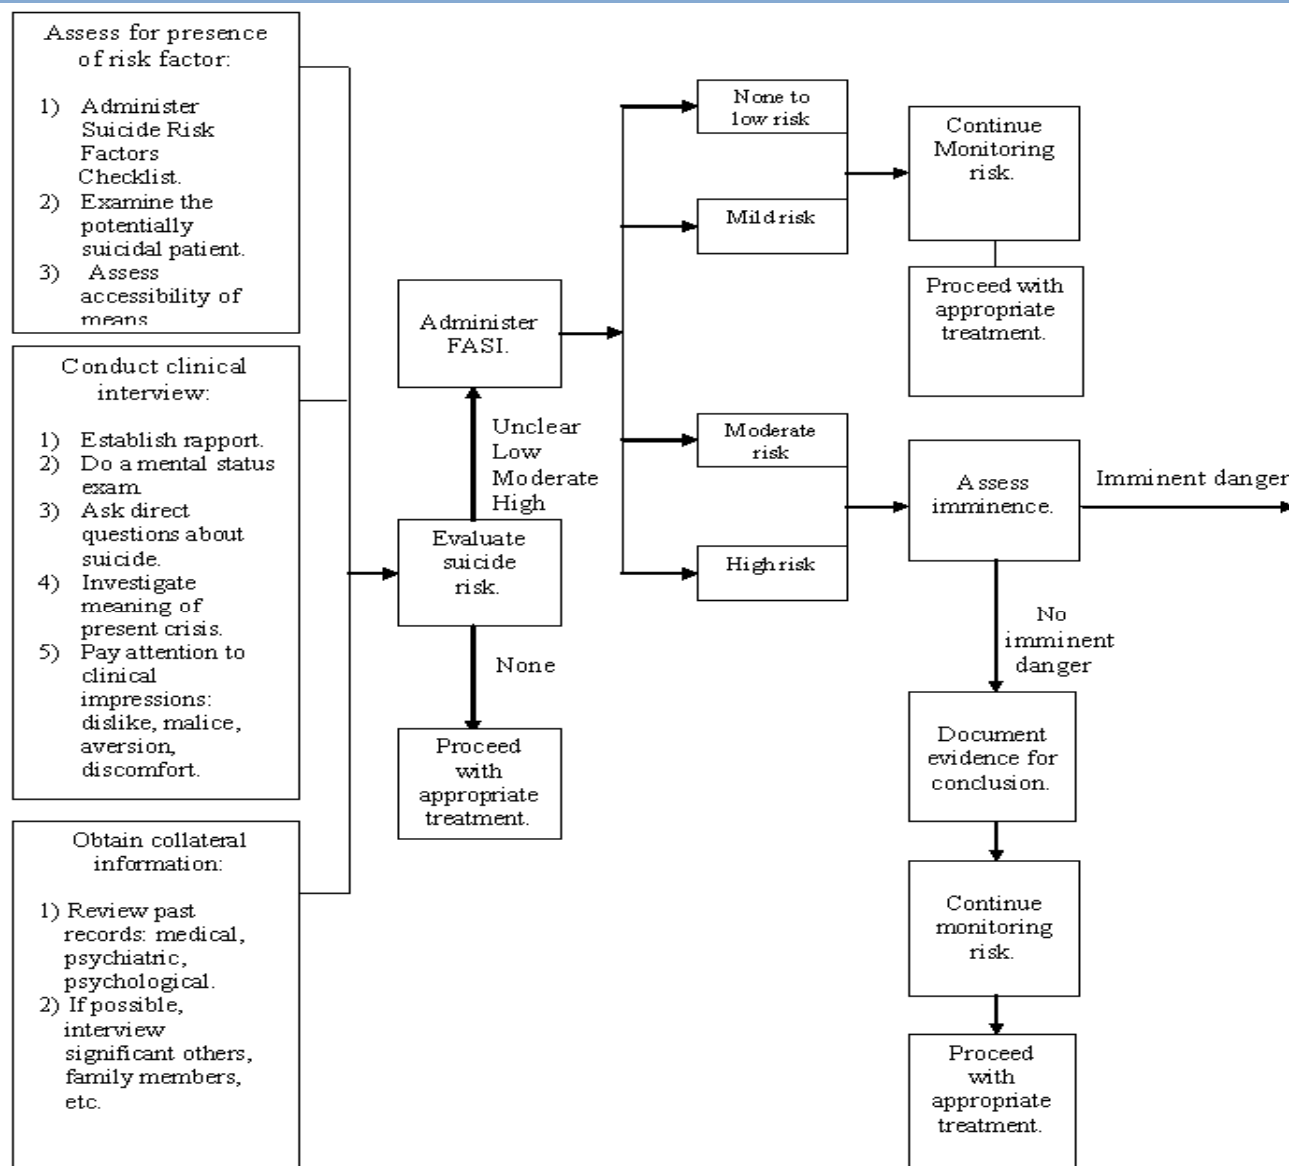 Assess for presence
of risk factor:
1) Administer
Suicide Risk
Factors
Checklist.
2) Examine the
potentially
suicidal patient.
3) Assess
accessibility of
means
Conduct clinical
interview:
1) Establish rapport.
2) Do a mental status
exam
3) Ask direct
questions about
suicide.
4) Investigate
meaning of
present crisis.
5) Pay attention to
clinical
impressions:
dislike, malice,
aversion,
discomfort.
Obtain collateral
information:
1) Review past
records: medical,
psychiatric,
psychological.
2) If possible,
interview
significant others,
family members,
etc.
Evaluate
suicide
risk.
None
Proceed
with
appropriate
treatment.
Unclear
Low
Moderate
High
Administer
FASI.
None to
low risk
Mild risk
Continue
Monitoring
risk.
Proceed with
appropriate
treatment.
Moderate
risk
High risk
Assess
imminence.
Imminent danger
No
imminent
danger
Document
evidence for
conclusion.
Continue
monitoring
risk.
Proceed
with
appropriate
treatment.